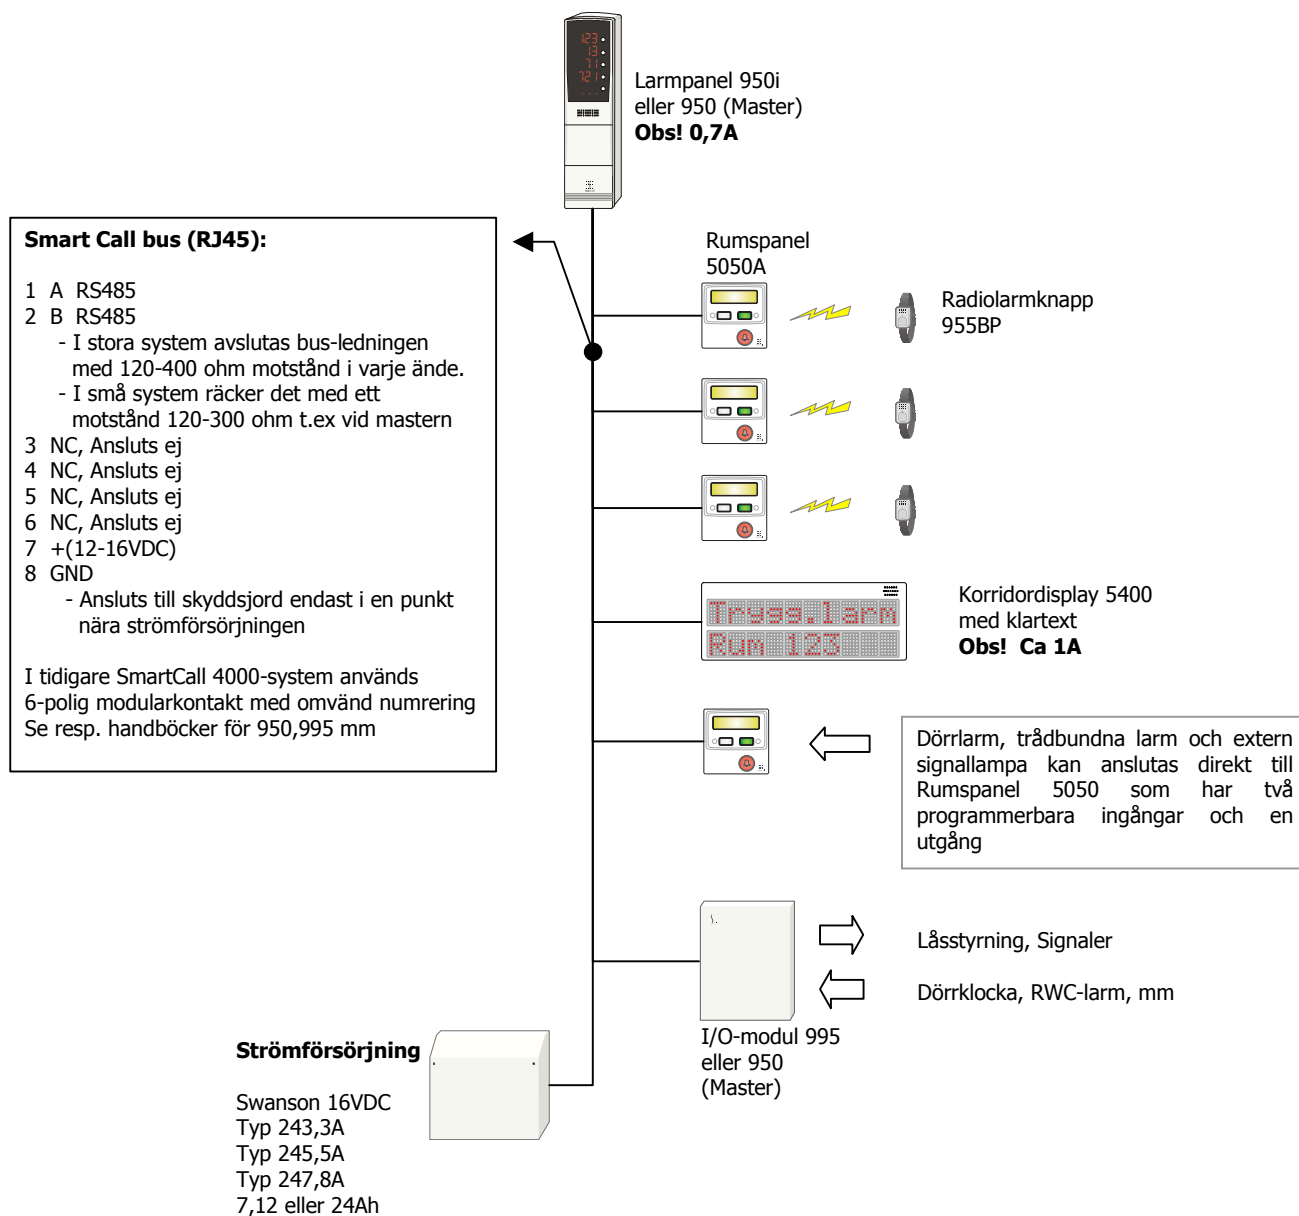 123
13
71
721
Larmpanel 950i
eller 950 (Master)
Obs! 0,7A
Smart Call bus (RJ45):
1 A RS485
2 B RS485
- I stora system avslutas bus-ledningen
med 120-400 ohm motstånd i varje ände.
- I små system räcker det med ett
motstånd 120-300 ohm t.ex vid mastern
3 NC, Ansluts ej
4 NC, Ansluts ej
5 NC, Ansluts ej
6 NC, Ansluts ej
7 +(12-16VDC)
8 GND
- Ansluts till skyddsjord endast i en punkt
nära strömförsörjningen
I tidigare SmartCall 4000-system används
6-polig modularkontakt med omvänd numrering
Se resp. handböcker för 950,995 mm
Rumspanel
5050A
Radiolarmknapp
955BP
Trygg.larm
Rum 123
Korridordisplay 5400
med klartext
Obs! Ca 1A
Dörrlarm, trådbundna larm och extern
signallampa kan anslutas direkt till
Rumspanel 5050 som har två
programmerbara ingångar och en
utgång
Låsstyrning, Signaler
Dörrklocka, RWC-larm, mm
I/O-modul 995
eller 950
(Master)
Strömförsörjning
Swanson 16VDC
Typ 243,3A
Typ 245,5A
Typ 247,8A
7,12 eller 24Ah